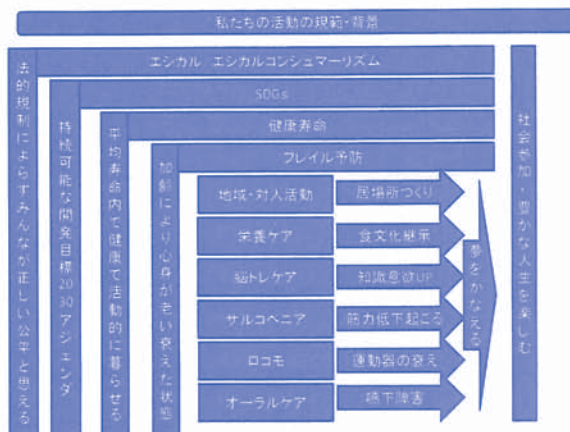 私たちの活動の規範・背景
エシカル　エシカルコンシュマーリズム
法的規制によらずみんなが正しい公平と思える
SDGs
持続可能な開発目標2030アジェンダ
健康寿命
平均寿命内で健康で活動的に暮らせる
フレイル予防
加齢により心身が老い衰えた状態
地域・対人活動
居場所つくり
栄養ケア
食文化継承
脳トレケア
知識意欲UP
サルコペニア
筋力低下起こる
ロコモ
運動器の衰え
オーラルケア
嚥下障害
夢をかなえる
社会参加・豊かな人生を楽しむ